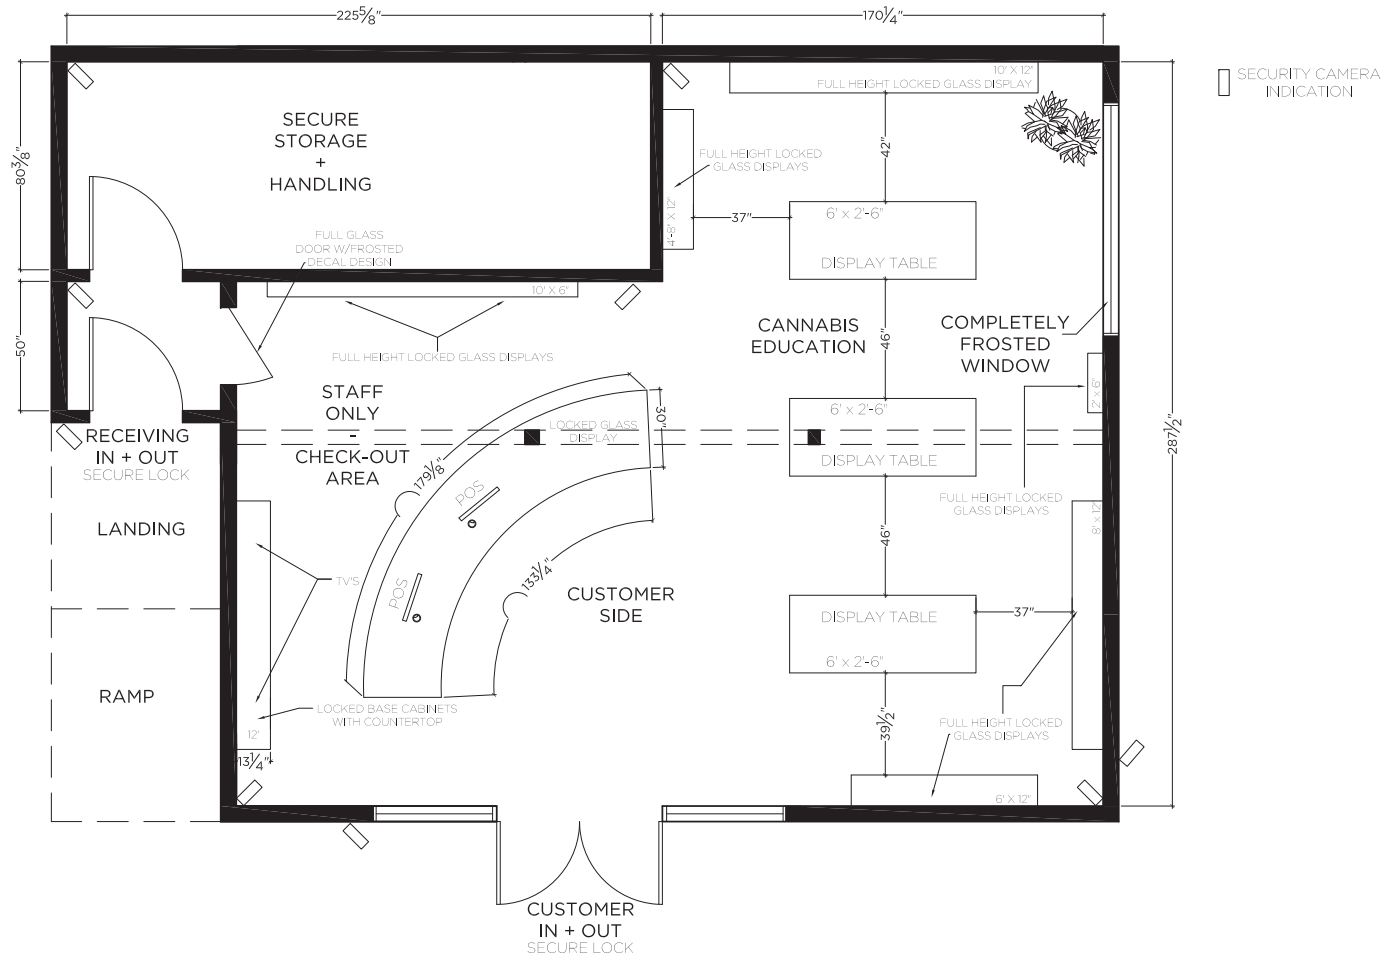 225⅝"
170¼"
SECURITY CAMERA
INDICATION
10' X 12"
FULL HEIGHT LOCKED GLASS DISPLAY
SECURE
STORAGE
+
HANDLING
80⅜"
42"
FULL HEIGHT LOCKED
GLASS DISPLAYS
4'-8" X 12"
37"
6' x 2'-6"
DISPLAY TABLE
FULL GLASS
DOOR W/FROSTED
DECAL DESIGN
10' X 6"
50"
FULL HEIGHT LOCKED GLASS DISPLAYS
CANNABIS
EDUCATION
46"
COMPLETELY
FROSTED
WINDOW
2' x 6"
STAFF
ONLY
-
CHECK-OUT
AREA
30"
LOCKED GLASS
DISPLAY
6' x 2'-6"
DISPLAY TABLE
287½"
RECEIVING
IN + OUT
SECURE LOCK
179⅛"
POS
FULL HEIGHT LOCKED
GLASS DISPLAYS
8' x 12"
LANDING
46"
TV'S
POS
133¼"
CUSTOMER
SIDE
DISPLAY TABLE
6' x 2'-6"
37"
RAMP
LOCKED BASE CABINETS
WITH COUNTERTOP
12'
13¼"
39½"
FULL HEIGHT LOCKED
GLASS DISPLAYS
6' X 12"
CUSTOMER
IN + OUT
SECURE LOCK